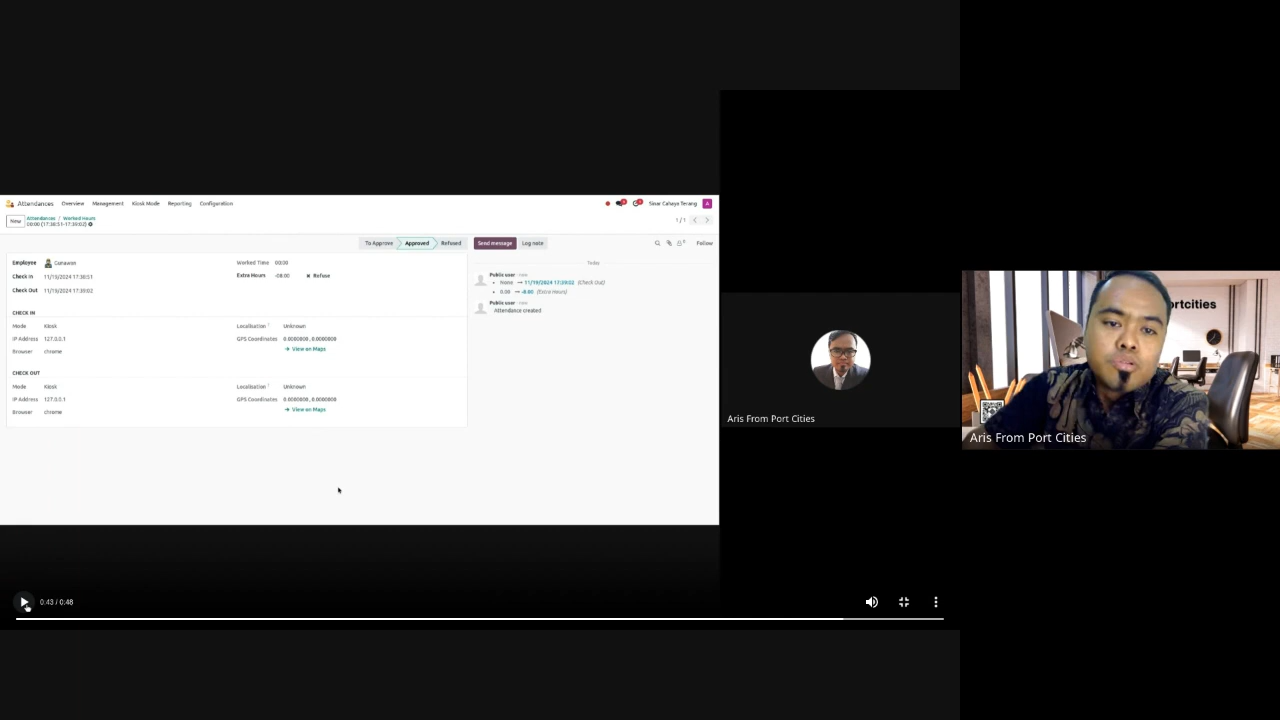 Attendances Overview Management Kiosk Mode Reporting Configuration Sinar Cahaya Terang A
New Attendances / Worked Hours 1 / 1
00:00 (17:38:51-17:39:02)
To Approve Approved Refused Send message Log note Follow
Employee Gunawan Worked Time 00:00 Today
Check In 11/19/2024 17:38:51 Extra Hours -08:00 Refuse
Check Out 11/19/2024 17:39:02
Public user - now
None → 11/19/2024 17:39:02 (Check Out)
0.00 → -8.00 (Extra Hours)
Public user - now
Attendance created
CHECK IN
Mode Kiosk Localisation ? Unknown
IP Address 127.0.0.1 GPS Coordinates 0.0000000, 0.0000000
Browser chrome → View on Maps
CHECK OUT
Mode Kiosk Localisation ? Unknown
IP Address 127.0.0.1 GPS Coordinates 0.0000000, 0.0000000
Browser chrome → View on Maps
Aris From Port Cities
ortcities
Aris From Port Cities
0:43 / 0:48